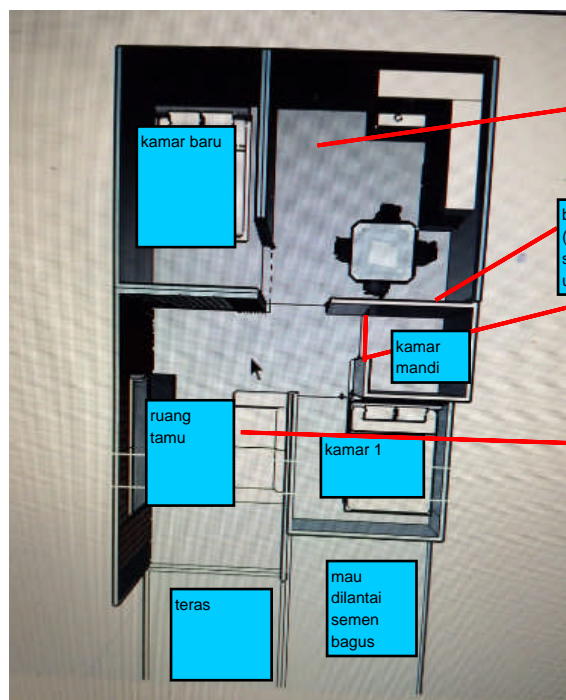 kamar baru
b
(
s
u
kamar
mandi
ruang
tamu
kamar 1
teras
mau
dilantai
semen
bagus